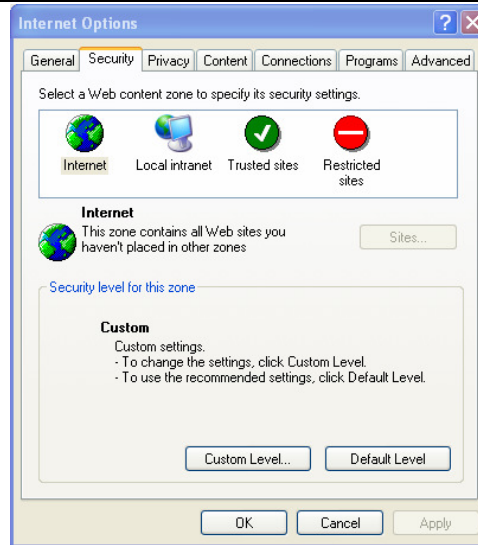 Internet Options
?
General Security Privacy Content Connections Programs Advanced
Select a Web content zone to specify its security settings.
Internet Local intranet Trusted sites Restricted
sites
Internet
This zone contains all Web sites you
haven't placed in other zones
Sites...
Security level for this zone
Custom
Custom settings.
- To change the settings, click Custom Level.
- To use the recommended settings, click Default Level.
Custom Level... Default Level
OK Cancel Apply